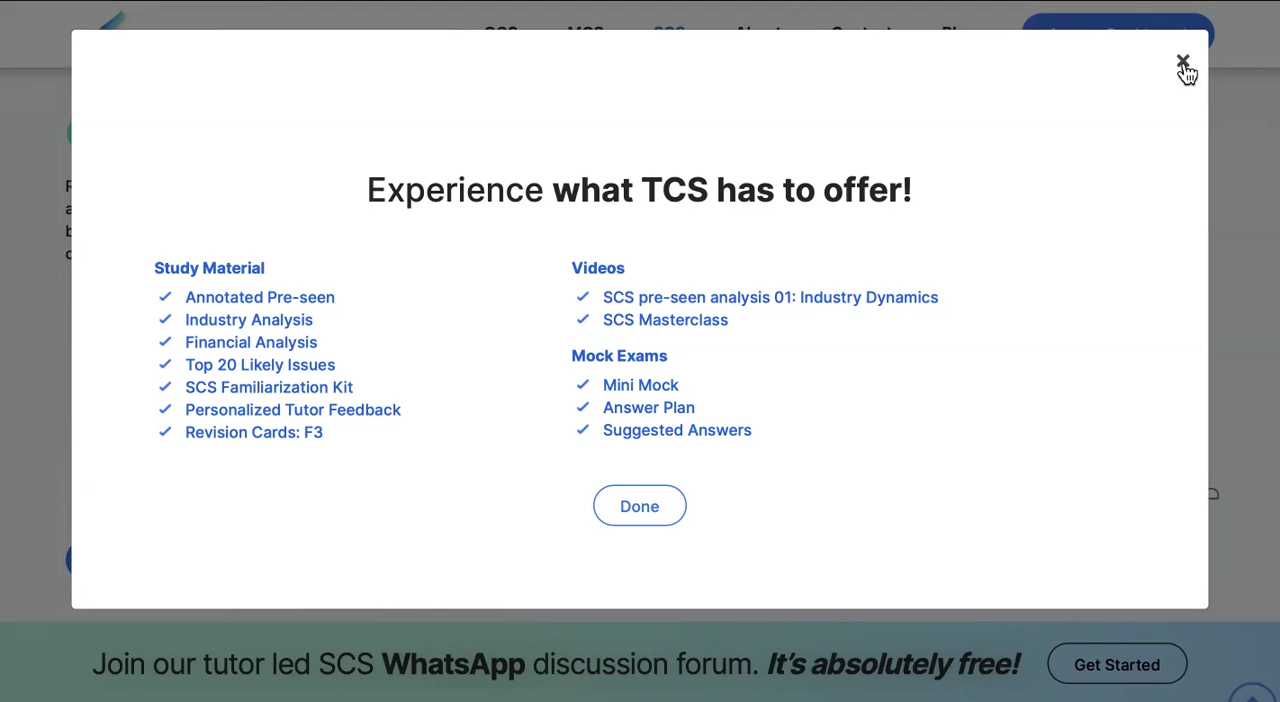 Experience what TCS has to offer!
Study Material
Annotated Pre-seen
Industry Analysis
Financial Analysis
Top 20 Likely Issues
SCS Familiarization Kit
Personalized Tutor Feedback
Revision Cards: F3
Videos
SCS pre-seen analysis 01: Industry Dynamics
SCS Masterclass
Mock Exams
Mini Mock
Answer Plan
Suggested Answers
Done
Join our tutor led SCS WhatsApp discussion forum. It's absolutely free!
Get Started